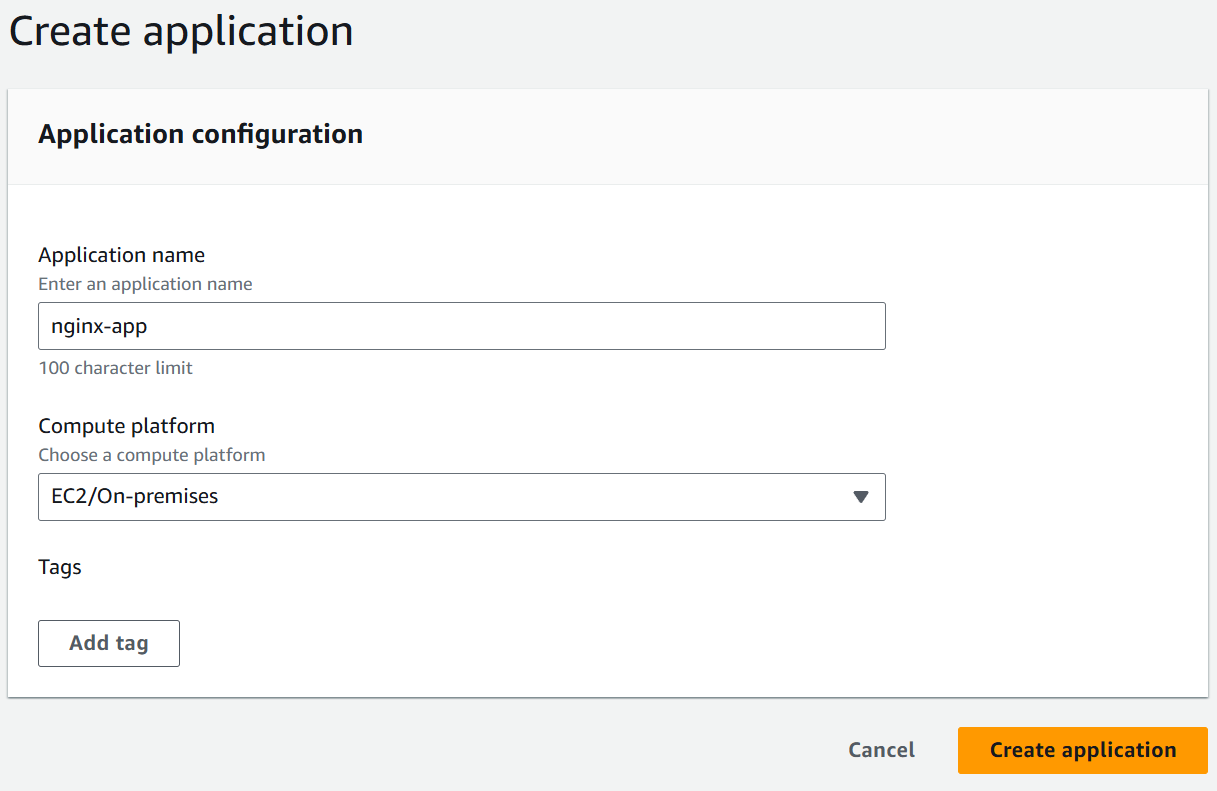 Create application
Application configuration
Application name
Enter an application name
nginx-app
100 character limit
Compute platform
Choose a compute platform
EC2/On-premises
Tags
Add tag
Cancel
Create application